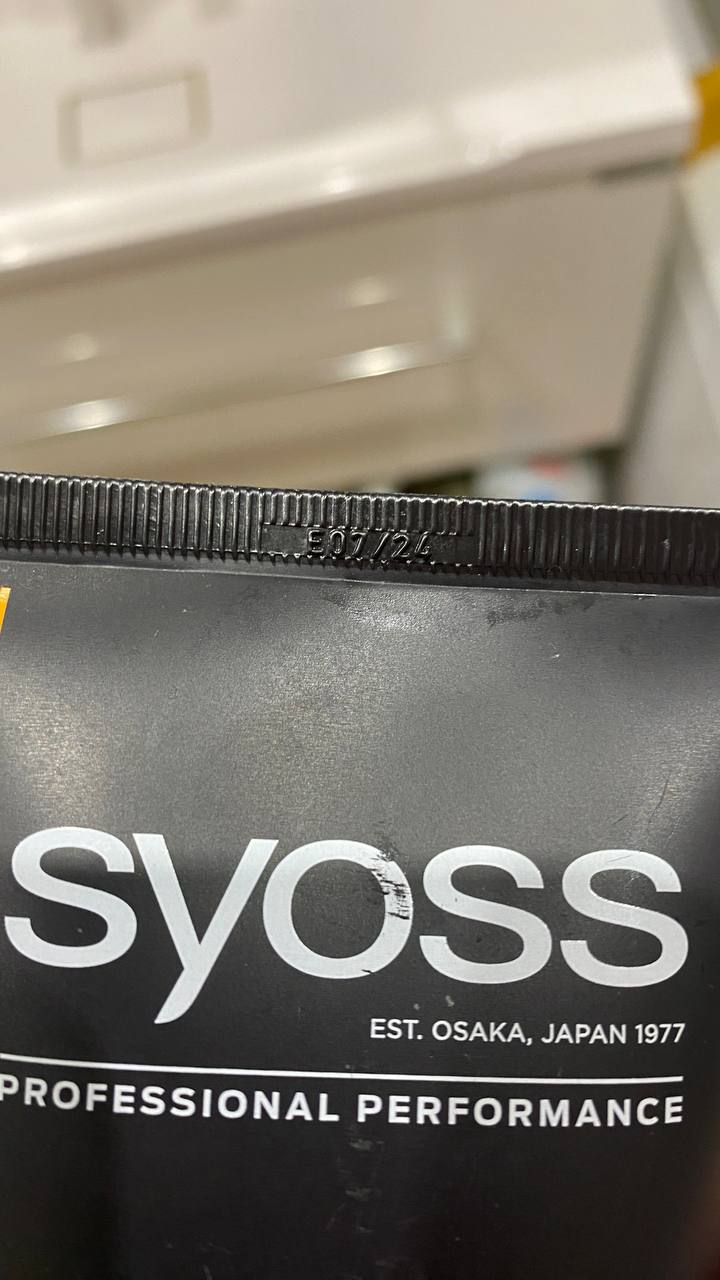 E07/24
syoss
EST. OSAKA, JAPAN 1977
PROFESSIONAL PERFORMANCE